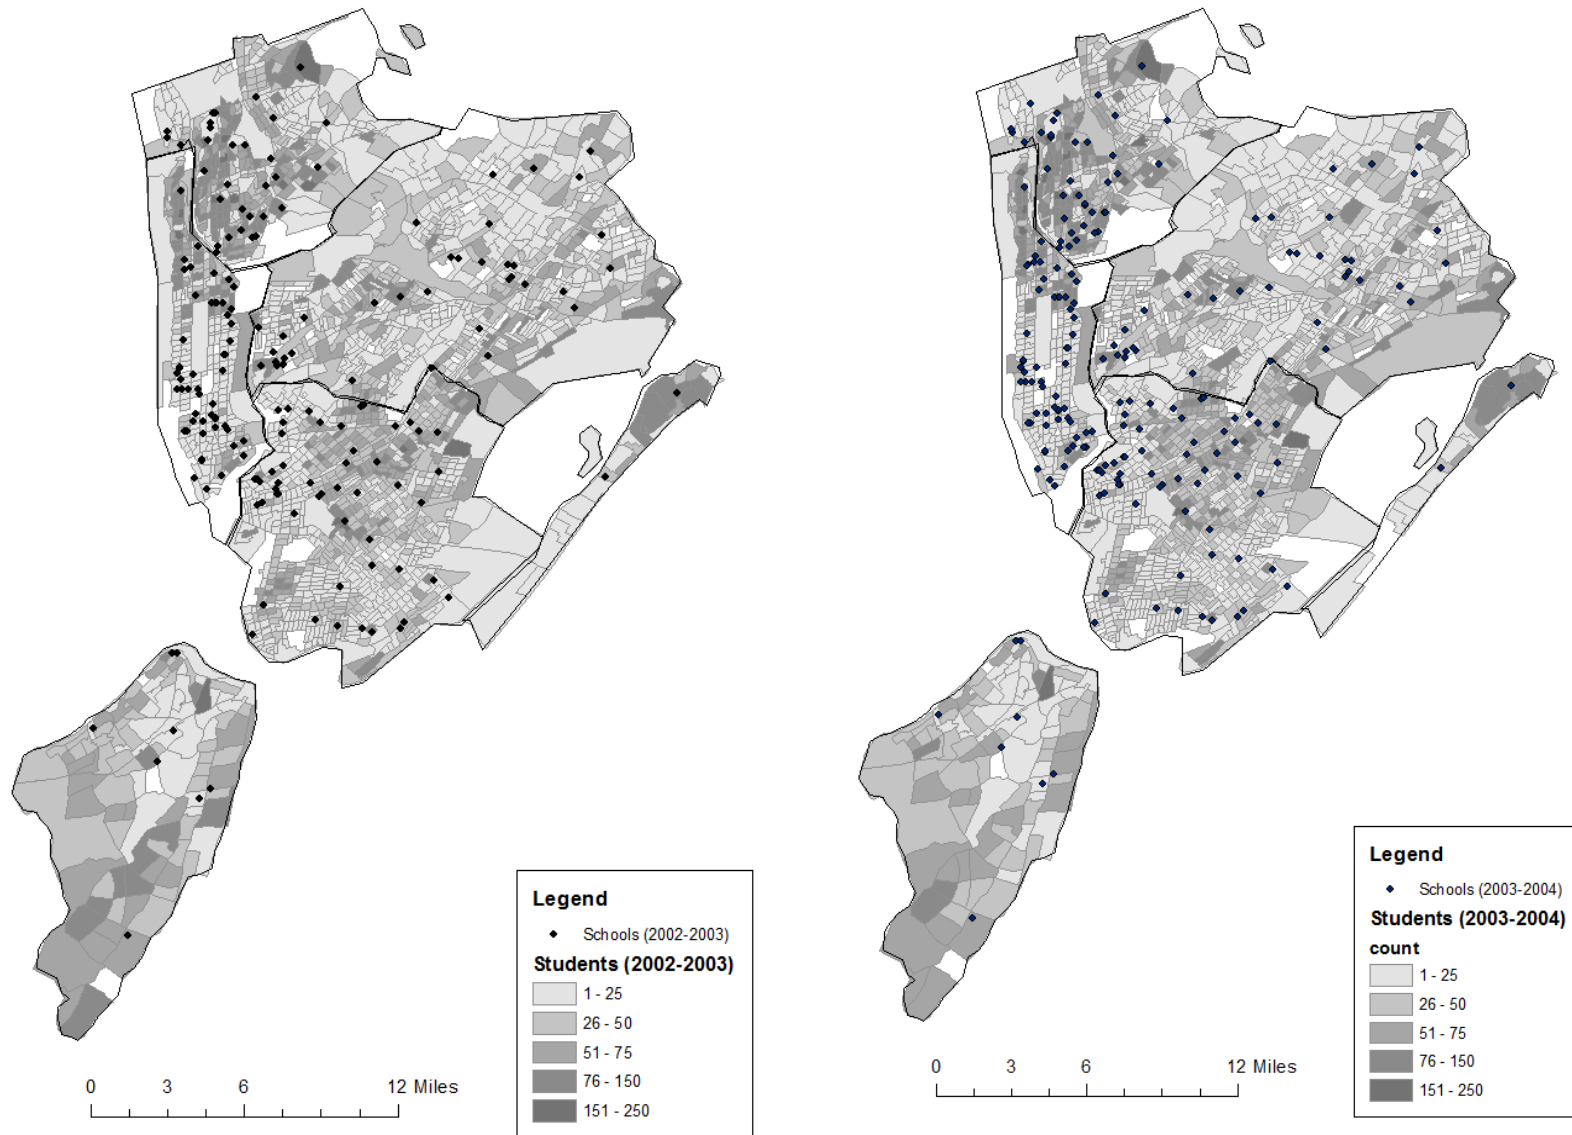 Legend
Schools (2002-2003)
Students (2002-2003)
1 - 25
26 - 50
51 - 75
76 - 150
151 - 250
0 3 6 12 Miles
Legend
Schools (2003-2004)
Students (2003-2004)
count
1 - 25
26 - 50
51 - 75
76 - 150
151 - 250
0 3 6 12 Miles